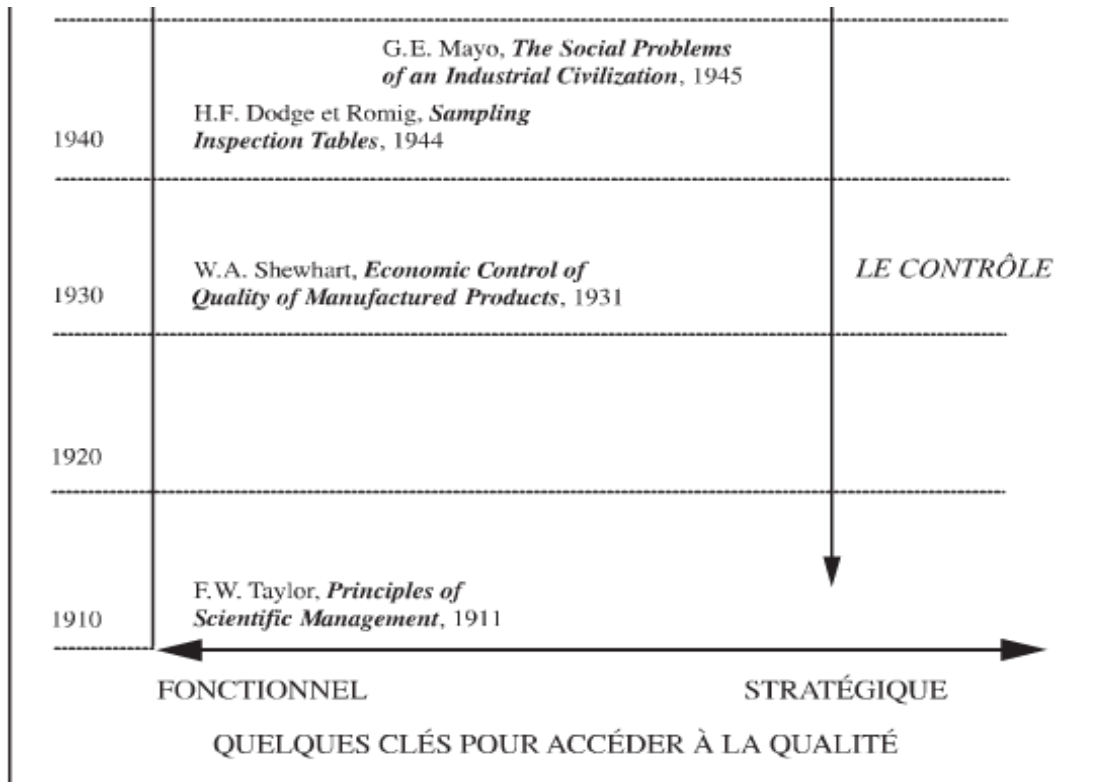 G.E. Mayo, The Social Problems
of an Industrial Civilization, 1945
H.F. Dodge et Romig, Sampling
1940
Inspection Tables, 1944
W.A. Shewhart, Economic Control of
LE CONTRÔLE
1930
Quality of Manufactured Products, 1931
1920
F.W. Taylor, Principles of
1910
Scientific Management, 1911
FONCTIONNEL
STRATÉGIQUE
QUELQUES CLÉS POUR ACCÉDER À LA QUALITÉ